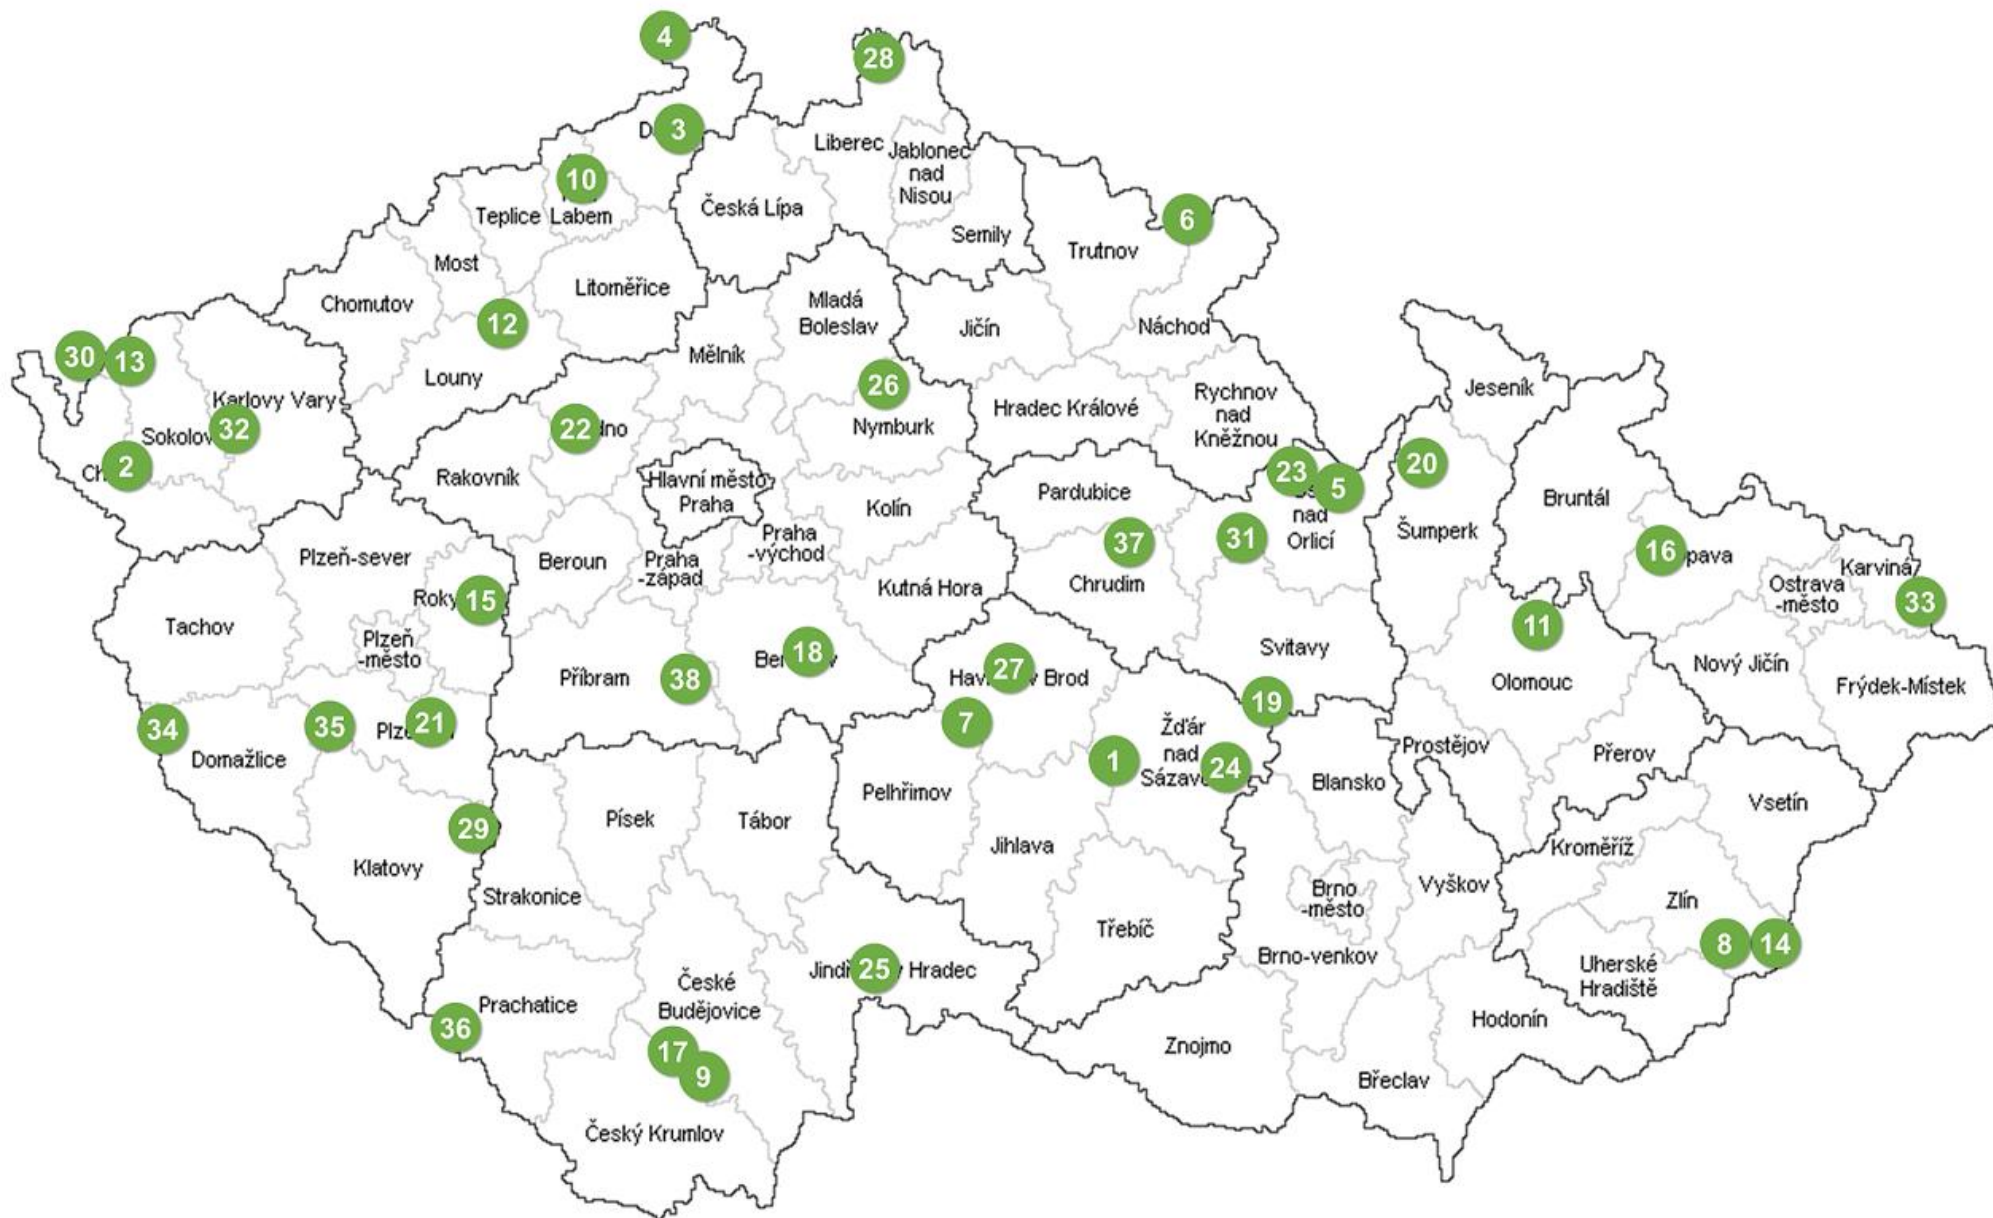 4
28
3
Liberec
Jablonec
nad
Nisou
10
Teplice
Labem
Česká Lípa
Semily
6
Trutnov
Most
Litoměřice
Chomutov
12
Mladá
Boleslav
Jičín
Náchod
Mělník
30
13
Louny
26
Jeseník
Karlovy Vary
Sokolov
32
22
Nymburk
Hradec Králové
Rychnov
nad
Kněžnou
2
Rakovník
Hlavní město
Praha
Kolín
Pardubice
23
5
nad
Orlicí
20
Bruntál
Šumperk
Plzeň-sever
Beroun
Praha
-západ
Praha
-východ
Kutná Hora
37
Chrudim
31
16
Karviná
Ostrava
-město
33
15
Tachov
Plzeň
-město
11
Příbram
38
18
27
Brod
Svitavy
Olomouc
Nový Jičín
Frýdek-Místek
34
Domažlice
35
21
7
19
Žďár
nad
1
24
Prostějov
Přerov
Blansko
Pelhřimov
Vsetín
29
Klatovy
Písek
Tábor
Jihlava
Kroměříž
Strakonice
Brno
-město
Vyškov
Zlín
Třebíč
8
14
Brno-venkov
25
Hradec
Uherské
Hradiště
České
Budějovice
Prachatice
36
Hodonín
17
9
Znojmo
Břeclav
Český Krumlov